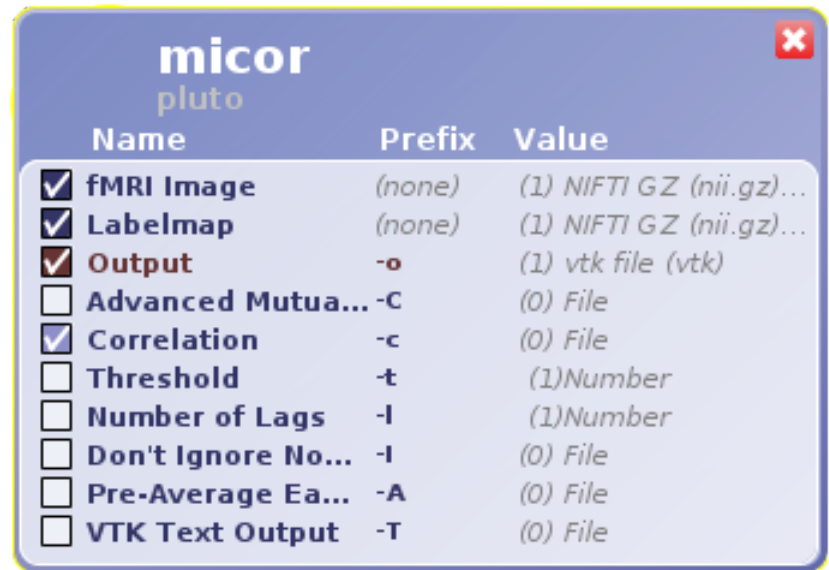 micor
pluto
Name Prefix Value
fMRI Image (none) (1) NIFTI GZ (nii.gz)...
Labelmap (none) (1) NIFTI GZ (nii.gz)...
Output -o (1) vtk file (vtk)
Advanced Mutua... -C (0) File
Correlation -c (0) File
Threshold -t (1)Number
Number of Lags -l (1)Number
Don't Ignore No... -I (0) File
Pre-Average Ea... -A (0) File
VTK Text Output -T (0) File